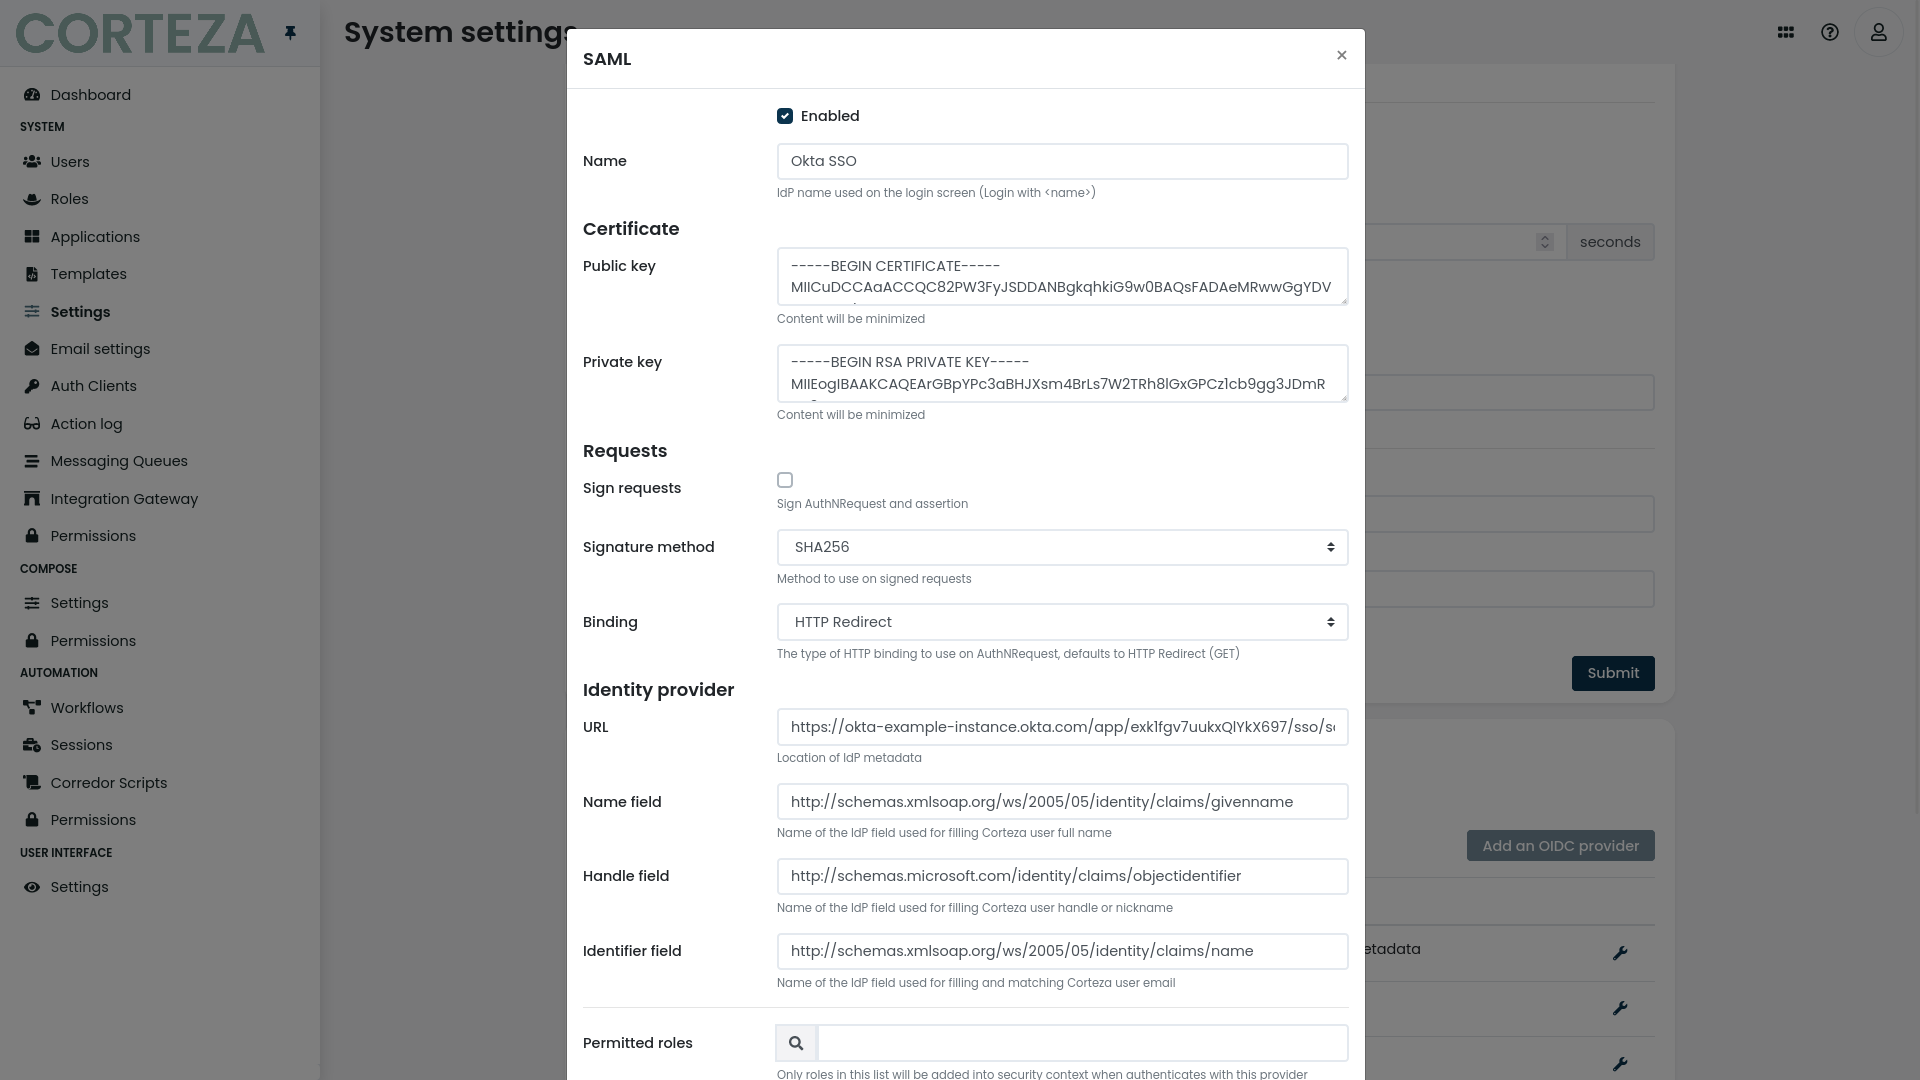 CORTEZA
System settings
Dashboard
SYSTEM
Users
Roles
Applications
Templates
Settings
Email settings
Auth Clients
Action log
Messaging Queues
Integration Gateway
Permissions
COMPOSE
Settings
Permissions
AUTOMATION
Workflows
Sessions
Corredor Scripts
Permissions
USER INTERFACE
Settings
SAML
×
Enabled
Name
Okta SSO
IdP name used on the login screen (Login with <name>)
Certificate
Public key
-----BEGIN CERTIFICATE-----
MIICuDCCAaACCQC82PW3FyJSDDANBgkqhkiG9w0BAQsFADAeMRwwGgYDV
Content will be minimized
Private key
-----BEGIN RSA PRIVATE KEY-----
MIIEogIBAAKCAQEArGBpYPc3aBHJXsm4BrLs7W2TRh8lGxGPCz1cb9gg3JDmR
Content will be minimized
Requests
Sign requests
Sign AuthNRequest and assertion
Signature method
SHA256
Method to use on signed requests
Binding
HTTP Redirect
The type of HTTP binding to use on AuthNRequest, defaults to HTTP Redirect (GET)
Identity provider
URL
https://okta-example-instance.okta.com/app/exk1fgv7uukxQlYkX697/sso/s
Location of IdP metadata
Name field
http://schemas.xmlsoap.org/ws/2005/05/identity/claims/givenname
Name of the IdP field used for filling Corteza user full name
Handle field
http://schemas.microsoft.com/identity/claims/objectidentifier
Name of the IdP field used for filling Corteza user handle or nickname
Identifier field
http://schemas.xmlsoap.org/ws/2005/05/identity/claims/name
Name of the IdP field used for filling and matching Corteza user email
Permitted roles
Only roles in this list will be added into security context when authenticates with this provider
seconds
Submit
Add an OIDC provider
etadata